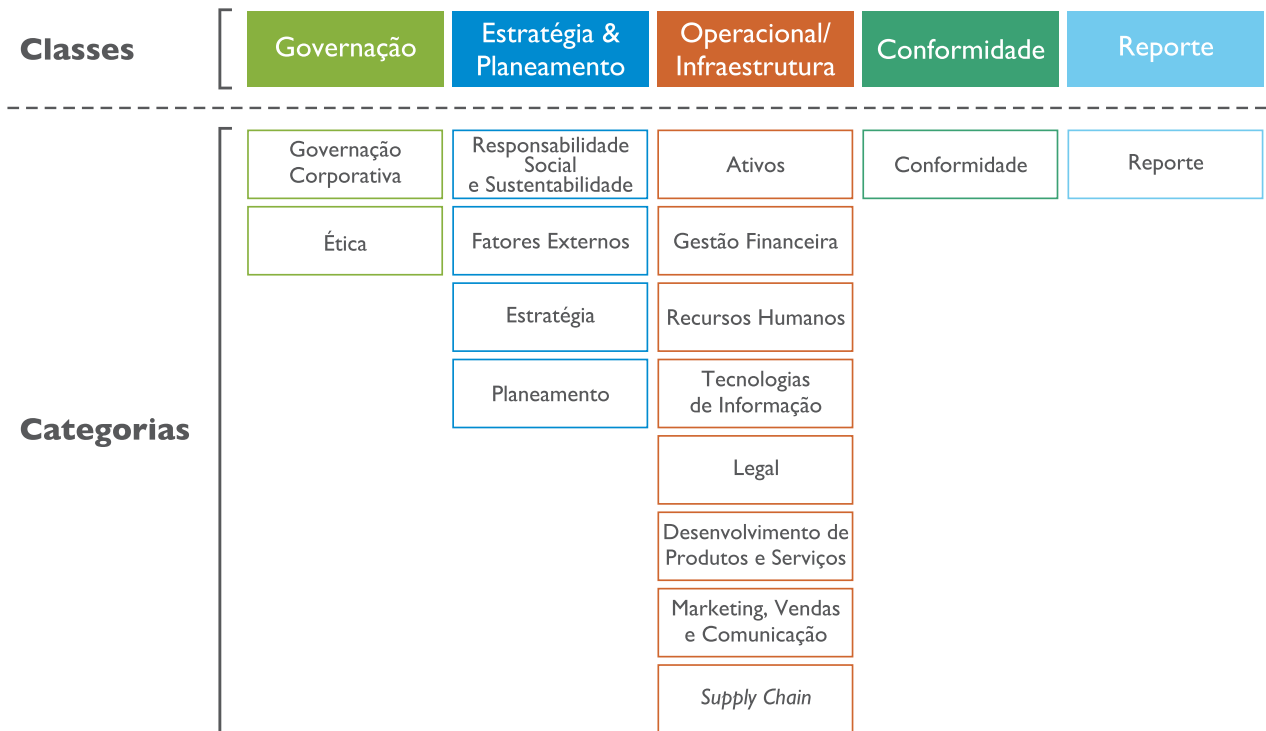 Classes
Governação
Estratégia &
Planeamento
Operacional/
Infraestrutura
Conformidade
Reporte
Categorias
Governação
Corporativa
Ética
Responsabilidade
Social
e Sustentabilidade
Fatores Externos
Estratégia
Planeamento
Ativos
Gestão Financeira
Recursos Humanos
Tecnologias
de Informação
Legal
Desenvolvimento de
Produtos e Serviços
Marketing, Vendas
e Comunicação
Supply Chain
Conformidade
Reporte